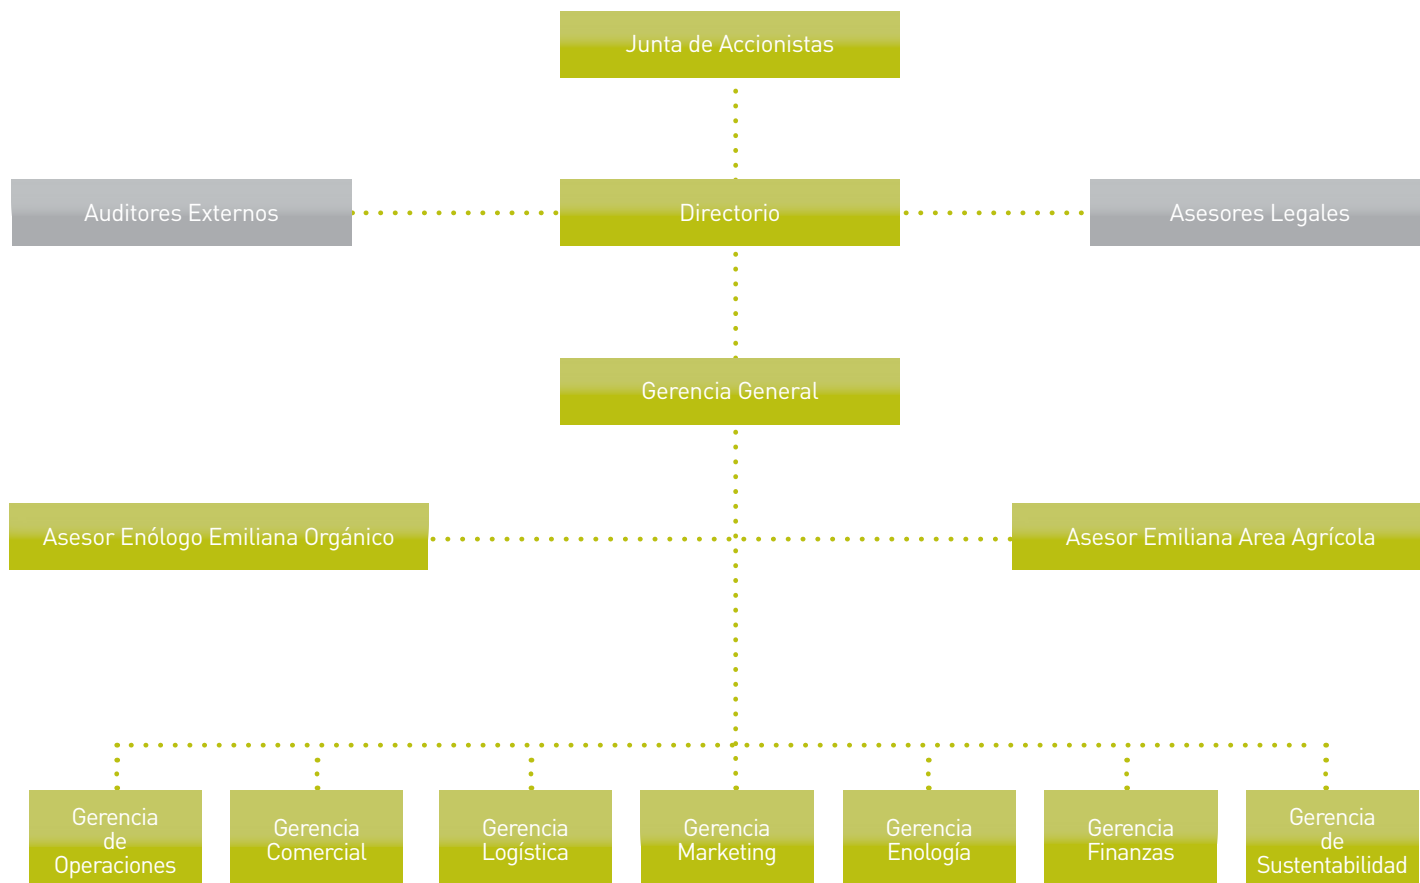 Junta de Accionistas
Auditores Externos
Directorio
Asesores Legales
Gerencia General
Asesor Enólogo Emiliana Orgánico
Asesor Emiliana Area Agrícola
Gerencia
de
Operaciones
Gerencia
Comercial
Gerencia
Logística
Gerencia
Marketing
Gerencia
Enología
Gerencia
Finanzas
Gerencia
de
Sustentabilidad